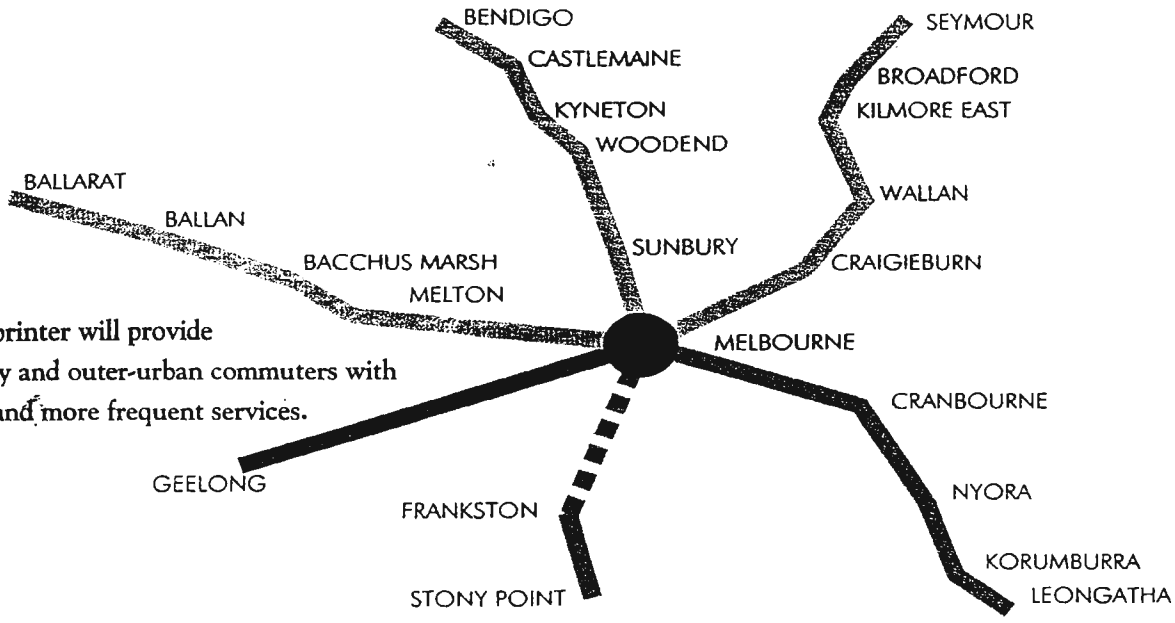 BENDIGO
SEYMOUR
CASTLEMAINE
BROADFORD
KYNETON
KILMORE EAST
WOODEND
BALLARAT
WALLAN
BALLAN
SUNBURY
BACCHUS MARSH
CRAIGIEBURN
MELTON
printer will provide
MELBOURNE
y and outer-urban commuters with
and more frequent services.
CRANBOURNE
GEELONG
NYORA
FRANKSTON
KORUMBURRA
LEONGATHA
STONY POINT